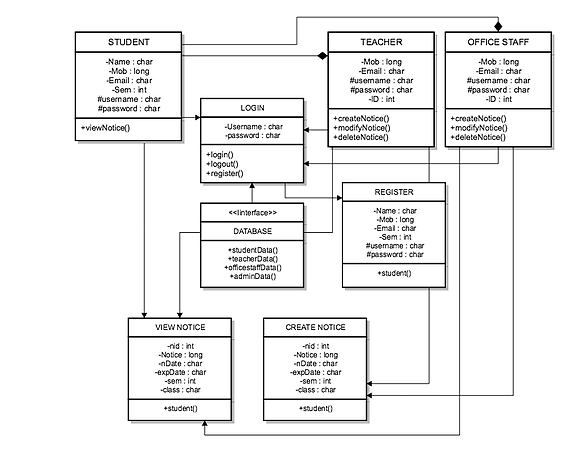 STUDENT
-Name : char
-Mob : long
-Email : char
-Sem : int
#username : char
#password : char
+viewNotice()
TEACHER
-Mob : long
-Email : char
#username : char
#password : char
-ID : int
+createNotice()
+modifyNotice()
+deleteNotice()
OFFICE STAFF
-Mob : long
-Email : char
#username : char
#password : char
-ID : int
+createNotice()
+modifyNotice()
+deleteNotice()
LOGIN
-Username : char
-password : char
+login()
+logout()
+register()
REGISTER
-Name : char
-Mob : long
-Email : char
-Sem : int
#username : char
#password : char
+student()
<<Iinterface>>
DATABASE
+studentData()
+teacherData()
+officestaffData()
+adminData()
VIEW NOTICE
-nid : int
-Notice : long
-nDate : char
-expDate : char
-sem : int
-class : char
+student()
CREATE NOTICE
-nid : int
-Notic : long
-nDate : char
-expDate : char
-sem : int
-class : char
+student()